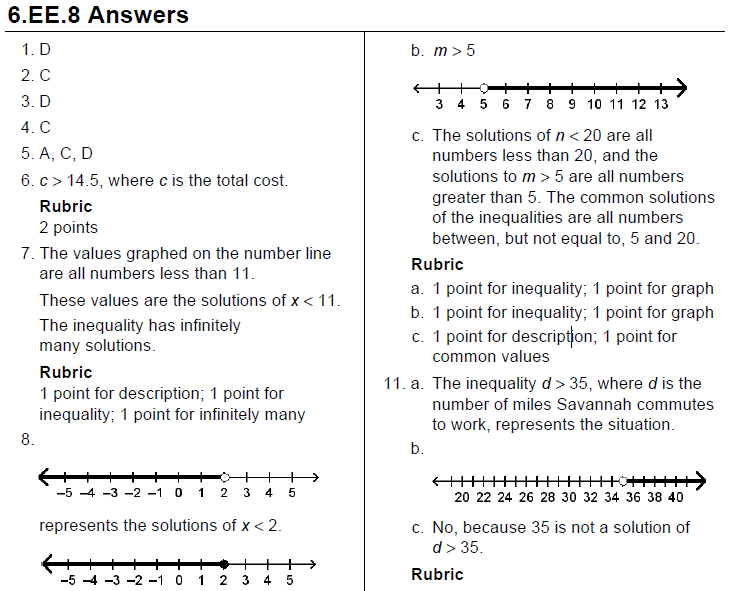 6.EE.8 Answers
1. D
2. C
3. D
4. C
5. A, C, D
6. c > 14.5, where c is the total cost.
Rubric
2 points
7. The values graphed on the number line
are all numbers less than 11.
These values are the solutions of x < 11.
The inequality has infinitely
many solutions.
Rubric
1 point for description; 1 point for
inequality; 1 point for infinitely many
8.
–5 –4 –3 –2 –1 0 1 2 3 4 5
represents the solutions of x < 2.
–5 –4 –3 –2 –1 0 1 2 3 4 5
b. m > 5
3 4 5 6 7 8 9 10 11 12 13
c. The solutions of n < 20 are all
numbers less than 20, and the
solutions to m > 5 are all numbers
greater than 5. The common solutions
of the inequalities are all numbers
between, but not equal to, 5 and 20.
Rubric
a. 1 point for inequality; 1 point for graph
b. 1 point for inequality; 1 point for graph
c. 1 point for description; 1 point for
common values
11. a. The inequality d > 35, where d is the
number of miles Savannah commutes
to work, represents the situation.
b.
20 22 24 26 28 30 32 34 36 38 40
c. No, because 35 is not a solution of
d > 35.
Rubric